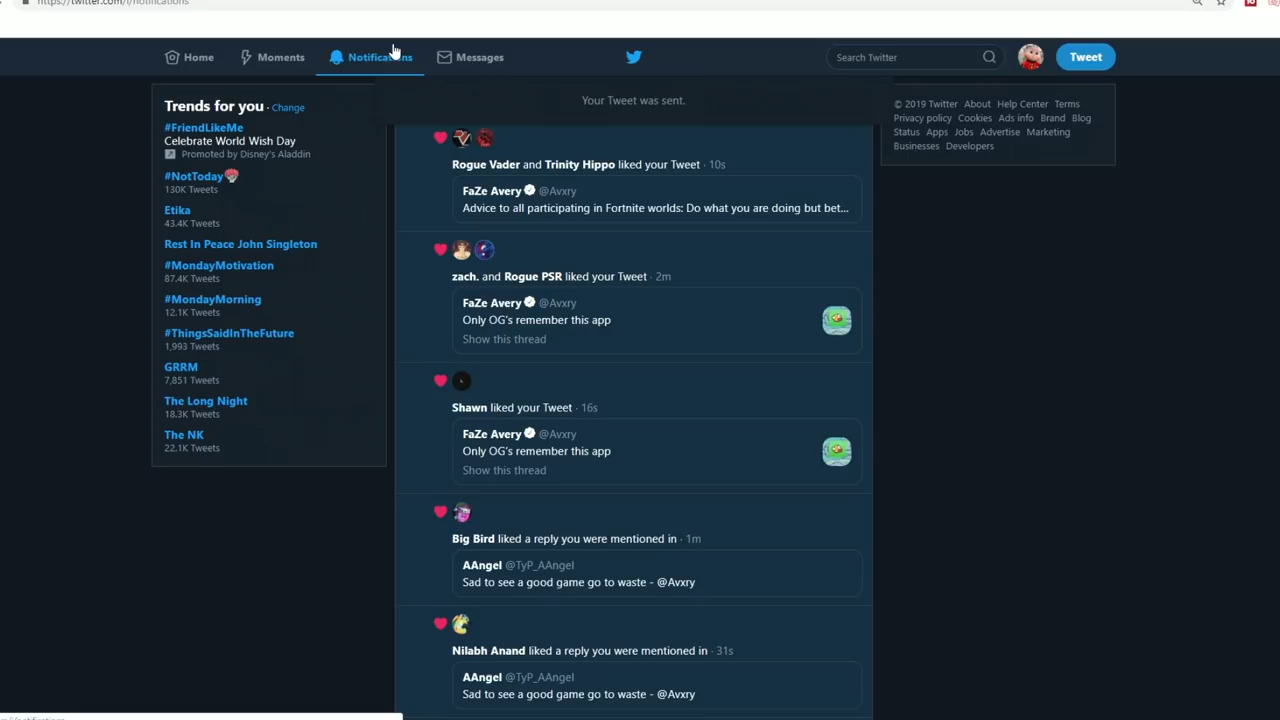 https://twitter.com/i/notifications
Home
Moments
Notifications
Messages
Search Twitter
Tweet
Your Tweet was sent.
Trends for you · Change
#FriendLikeMe
Celebrate World Wish Day
Promoted by Disney's Aladdin
#NotToday
130K Tweets
Etika
43.4K Tweets
Rest In Peace John Singleton
#MondayMotivation
87.4K Tweets
#MondayMorning
12.1K Tweets
#ThingsSaidInTheFuture
1,993 Tweets
GRRM
7,851 Tweets
The Long Night
18.3K Tweets
The NK
22.1K Tweets
Rogue Vader and Trinity Hippo liked your Tweet · 10s
FaZe Avery @Avxry
Advice to all participating in Fortnite worlds: Do what you are doing but bet...
zach. and Rogue PSR liked your Tweet · 2m
FaZe Avery @Avxry
Only OG's remember this app
Show this thread
Shawn liked your Tweet · 16s
FaZe Avery @Avxry
Only OG's remember this app
Show this thread
Big Bird liked a reply you were mentioned in · 1m
AAngel @TyP_AAngel
Sad to see a good game go to waste - @Avxry
Nilabh Anand liked a reply you were mentioned in · 31s
AAngel @TyP_AAngel
Sad to see a good game go to waste - @Avxry
© 2019 Twitter About Help Center Terms
Privacy policy Cookies Ads info Brand Blog
Status Apps Jobs Advertise Marketing
Businesses Developers